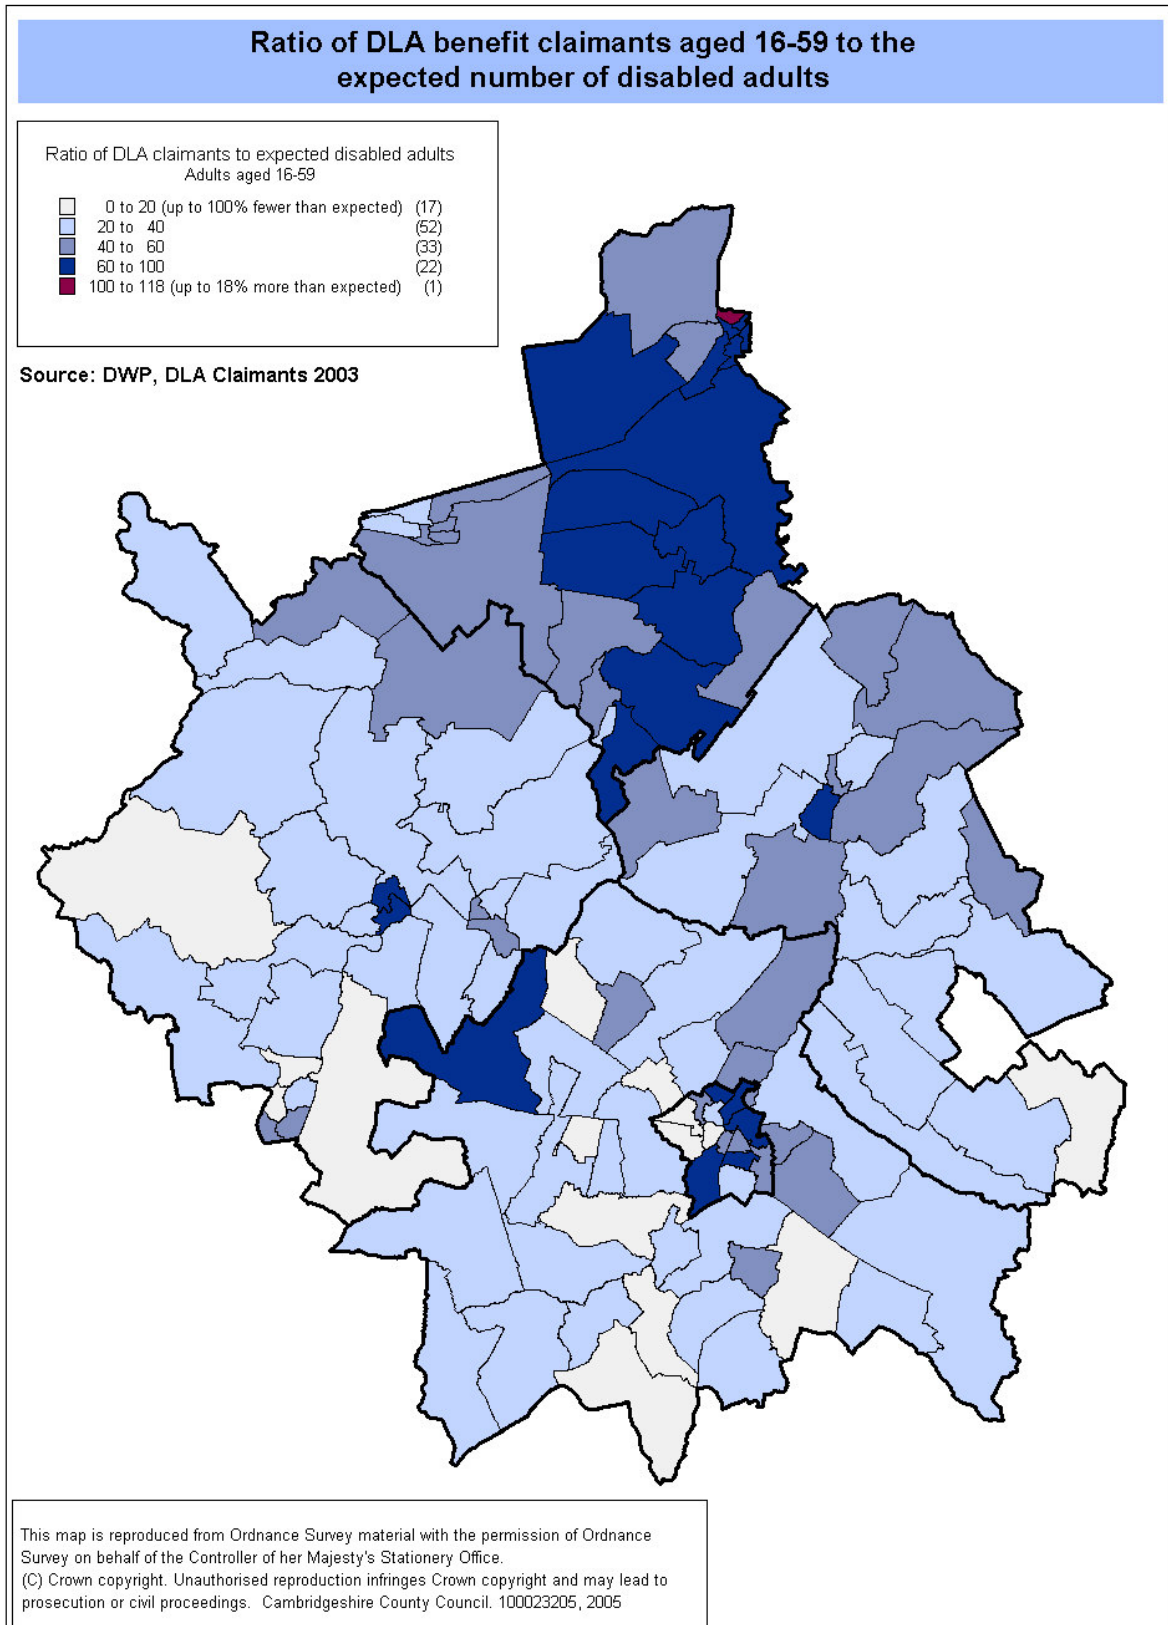 Ratio of DLA benefit claimants aged 16-59 to the
expected number of disabled adults
Ratio of DLA claimants to expected disabled adults
Adults aged 16-59
0 to 20 (up to 100% fewer than expected) (17)
20 to 40 (52)
40 to 60 (33)
60 to 100 (22)
100 to 118 (up to 18% more than expected) (1)
Source: DWP, DLA Claimants 2003
This map is reproduced from Ordnance Survey material with the permission of Ordnance
Survey on behalf of the Controller of her Majesty's Stationery Office.
(C) Crown copyright. Unauthorised reproduction infringes Crown copyright and may lead to
prosecution or civil proceedings. Cambridgeshire County Council. 100023205, 2005